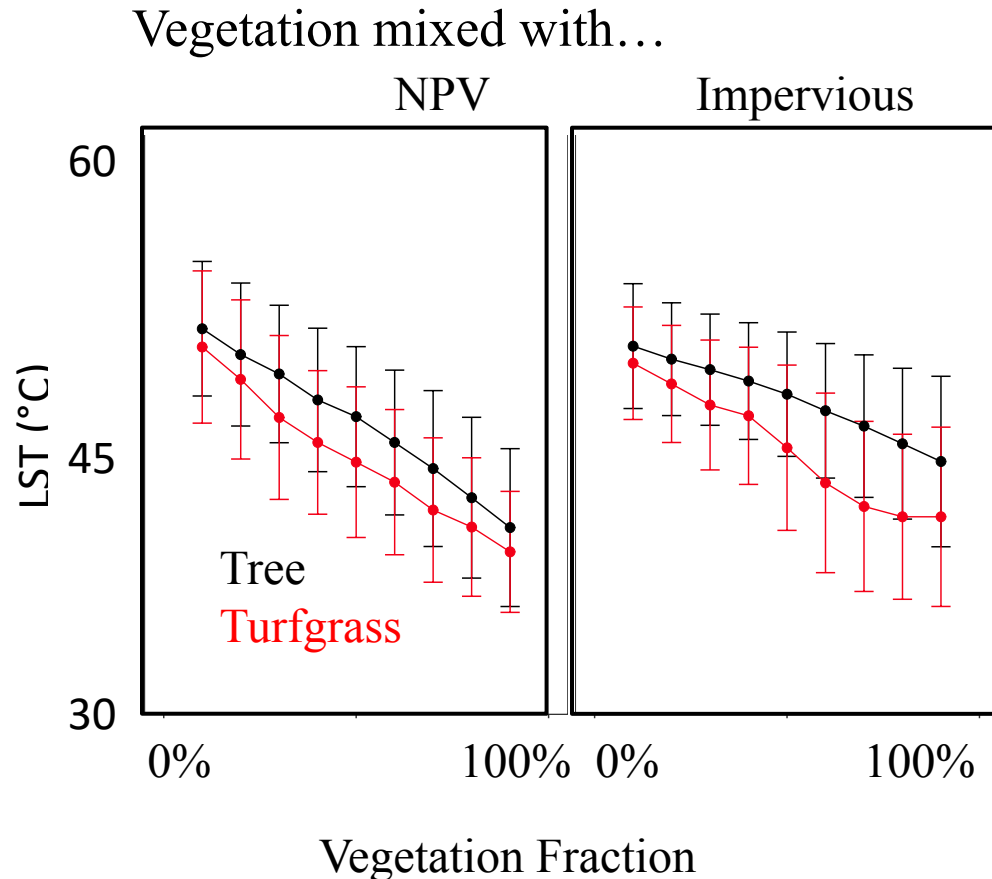 Vegetation mixed with…
NPV
Impervious
60
45
30
LST (°C)
Tree
Turfgrass
0%
100%
0%
100%
Vegetation Fraction